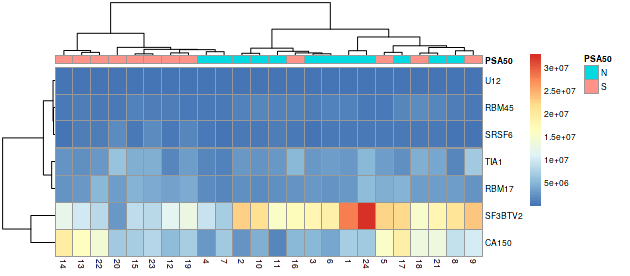 PSA50
U12
RBM45
SRSF6
TIA1
RBM17
SF3BTV2
CA150
14 13 22 20 15 23 12 19 4 7 2 10 11 16 3 6 1 24 5 17 18 21 8 9
3e+07
2.5e+07
2e+07
1.5e+07
1e+07
5e+06
PSA50
N
S